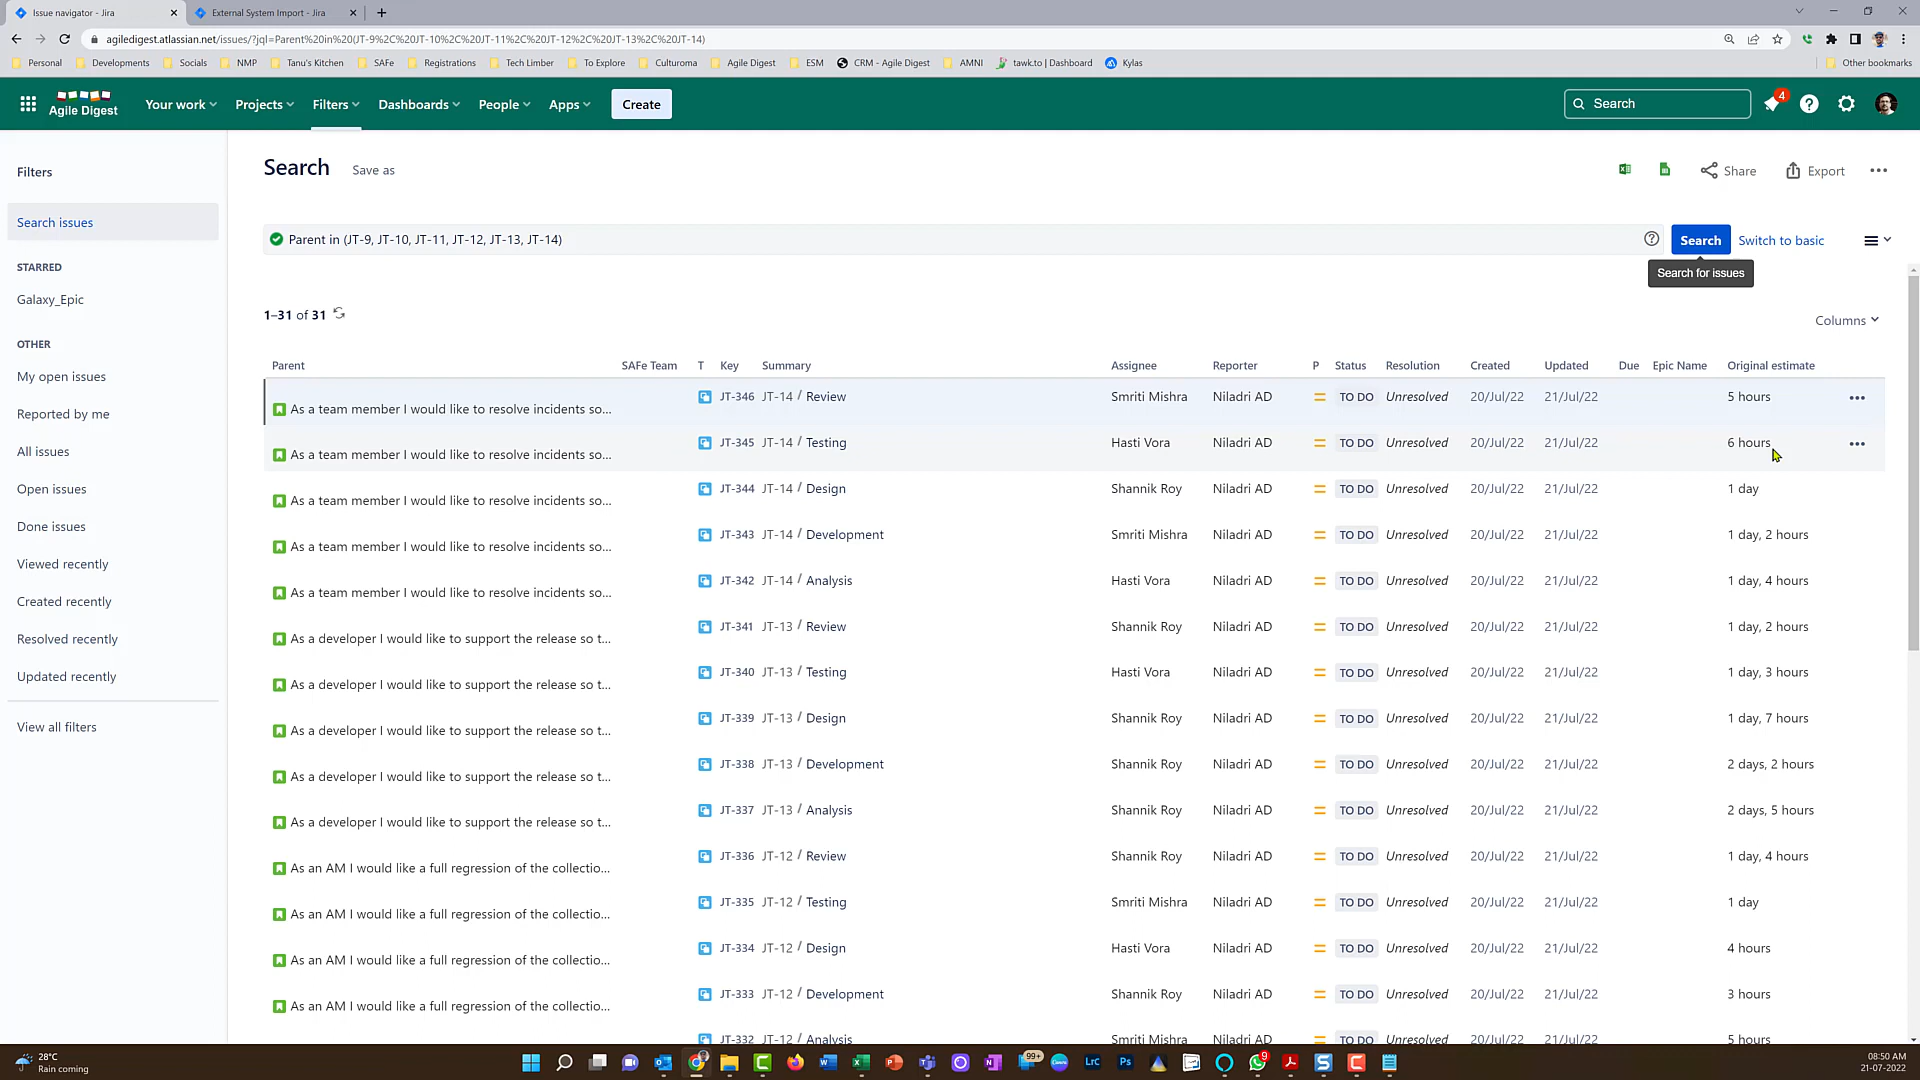 Issue navigator - Jira
External System Import - Jira
agiledigest.atlassian.net/issues/?jql=Parent%20in%20(JT-9%2C%20JT-10%2C%20JT-11%2C%20JT-12%2C%20JT-13%2C%20JT-14)
Personal Developments Socials NMP Tanu's Kitchen SAFe Registrations Tech Limber To Explore Culturoma Agile Digest ESM CRM - Agile Digest AMNI tawk.to | Dashboard Kylas Other bookmarks
Agile Digest Your work Projects Filters Dashboards People Apps Create Search 4
Filters
Search issues
STARRED
Galaxy_Epic
OTHER
My open issues
Reported by me
All issues
Open issues
Done issues
Viewed recently
Created recently
Resolved recently
Updated recently
View all filters
Search Save as Share Export
Parent in (JT-9, JT-10, JT-11, JT-12, JT-13, JT-14) Search Switch to basic
Search for issues
1–31 of 31
Columns
Parent SAFe Team T Key Summary Assignee Reporter P Status Resolution Created Updated Due Epic Name Original estimate
As a team member I would like to resolve incidents so... JT-346 JT-14 / Review Smriti Mishra Niladri AD TO DO Unresolved 20/Jul/22 21/Jul/22 5 hours
As a team member I would like to resolve incidents so... JT-345 JT-14 / Testing Hasti Vora Niladri AD TO DO Unresolved 20/Jul/22 21/Jul/22 6 hours
As a team member I would like to resolve incidents so... JT-344 JT-14 / Design Shannik Roy Niladri AD TO DO Unresolved 20/Jul/22 21/Jul/22 1 day
As a team member I would like to resolve incidents so... JT-343 JT-14 / Development Smriti Mishra Niladri AD TO DO Unresolved 20/Jul/22 21/Jul/22 1 day, 2 hours
As a team member I would like to resolve incidents so... JT-342 JT-14 / Analysis Hasti Vora Niladri AD TO DO Unresolved 20/Jul/22 21/Jul/22 1 day, 4 hours
As a developer I would like to support the release so t... JT-341 JT-13 / Review Shannik Roy Niladri AD TO DO Unresolved 20/Jul/22 21/Jul/22 1 day, 2 hours
As a developer I would like to support the release so t... JT-340 JT-13 / Testing Hasti Vora Niladri AD TO DO Unresolved 20/Jul/22 21/Jul/22 1 day, 3 hours
As a developer I would like to support the release so t... JT-339 JT-13 / Design Shannik Roy Niladri AD TO DO Unresolved 20/Jul/22 21/Jul/22 1 day, 7 hours
As a developer I would like to support the release so t... JT-338 JT-13 / Development Shannik Roy Niladri AD TO DO Unresolved 20/Jul/22 21/Jul/22 2 days, 2 hours
As a developer I would like to support the release so t... JT-337 JT-13 / Analysis Shannik Roy Niladri AD TO DO Unresolved 20/Jul/22 21/Jul/22 2 days, 5 hours
As an AM I would like a full regression of the collectio... JT-336 JT-12 / Review Shannik Roy Niladri AD TO DO Unresolved 20/Jul/22 21/Jul/22 1 day, 4 hours
As an AM I would like a full regression of the collectio... JT-335 JT-12 / Testing Smriti Mishra Niladri AD TO DO Unresolved 20/Jul/22 21/Jul/22 1 day
As an AM I would like a full regression of the collectio... JT-334 JT-12 / Design Hasti Vora Niladri AD TO DO Unresolved 20/Jul/22 21/Jul/22 4 hours
As an AM I would like a full regression of the collectio... JT-333 JT-12 / Development Shannik Roy Niladri AD TO DO Unresolved 20/Jul/22 21/Jul/22 3 hours
JT-332 JT-12 / Analysis Smriti Mishra Niladri AD TO DO Unresolved 20/Jul/22 21/Jul/22 5 hours
28°C
Rain coming
99+
LrC
Ps
9
08:50 AM
21-07-2022